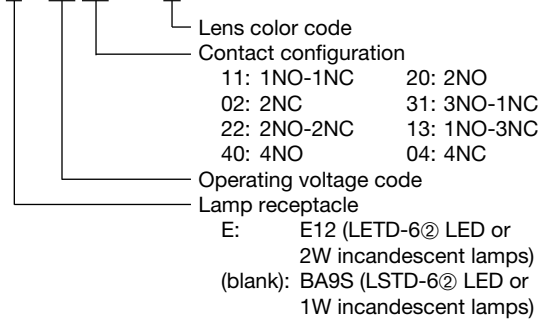 Lens color code
Contact configuration
11: 1NO-1NC 20: 2NO
02: 2NC 31: 3NO-1NC
22: 2NO-2NC 13: 1NO-3NC
40: 4NO 04: 4NC
Operating voltage code
Lamp receptacle
E: E12 (LETD-6② LED or
2W incandescent lamps)
(blank): BA9S (LSTD-6② LED or
1W incandescent lamps)